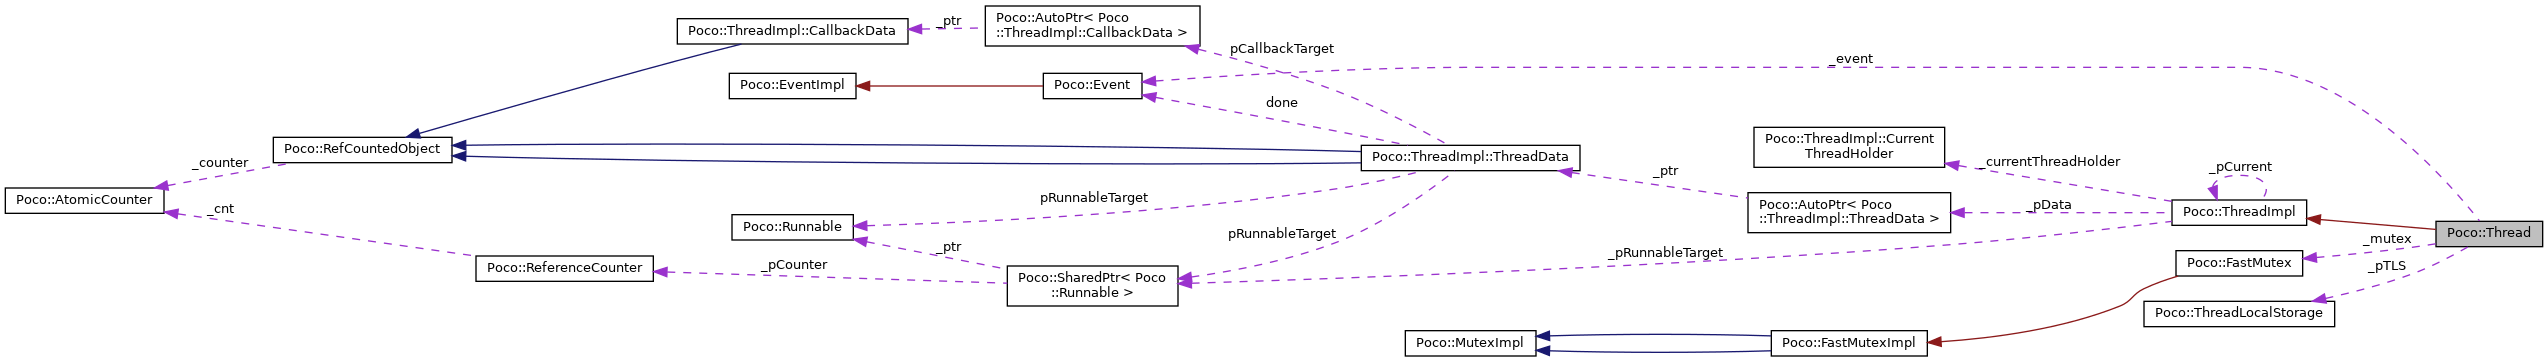 Poco::AutoPtr< Poco
::ThreadImpl::CallbackData >
_ptr
Poco::ThreadImpl::CallbackData
pCallbackTarget
_event
Poco::EventImpl
Poco::Event
done
Poco::ThreadImpl::Current
ThreadHolder
Poco::RefCountedObject
Poco::ThreadImpl::ThreadData
_counter
_currentThreadHolder
_pCurrent
_ptr
Poco::AtomicCounter
_cnt
pRunnableTarget
Poco::AutoPtr< Poco
::ThreadImpl::ThreadData >
_pData
Poco::ThreadImpl
Poco::Runnable
pRunnableTarget
Poco::Thread
_ptr
_mutex
_pRunnableTarget
Poco::ReferenceCounter
_pCounter
Poco::FastMutex
_pTLS
Poco::SharedPtr< Poco
::Runnable >
Poco::ThreadLocalStorage
Poco::MutexImpl
Poco::FastMutexImpl